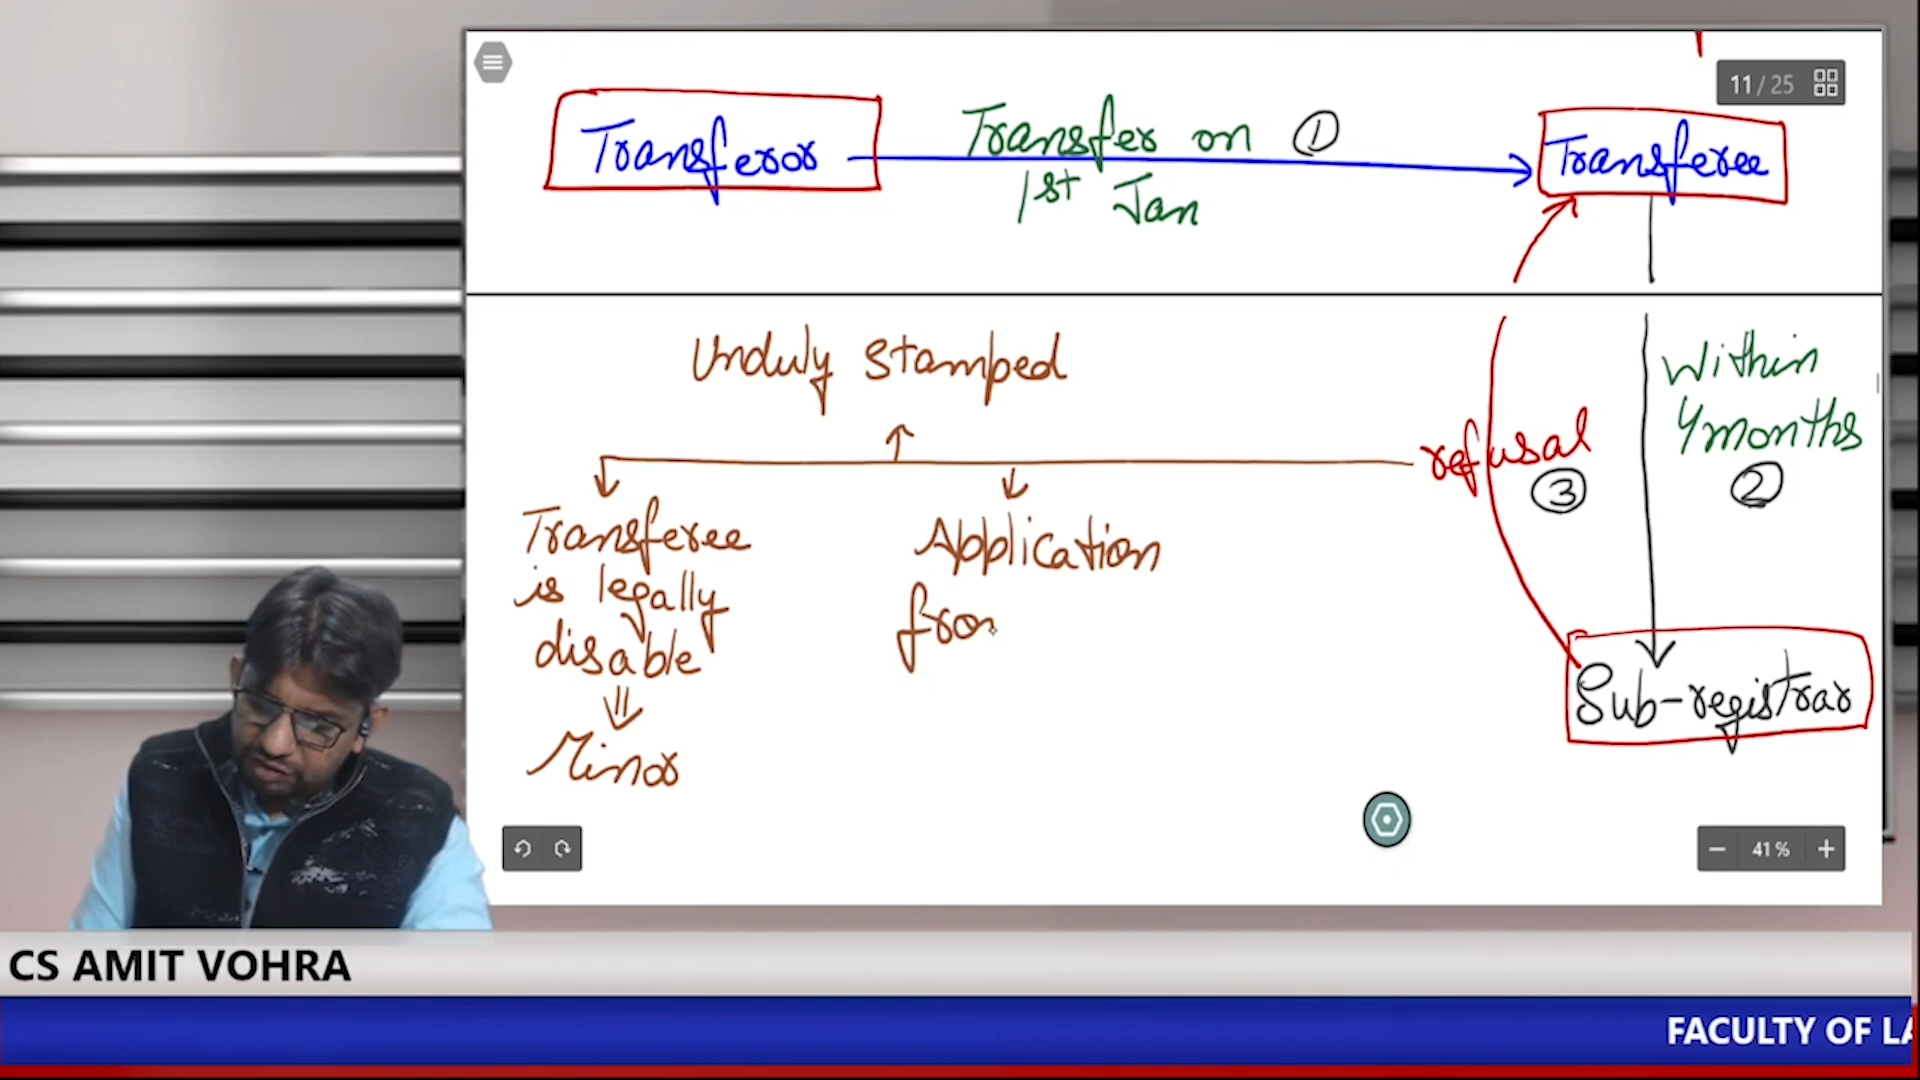 11 / 25
Transferor
Transfer on ①
1st Jan
Transferee
Unduly Stamped
Within
4 months
②
refusal
③
Transferee
is legally
disable
Minor
Application
from
Sub-registrar
41 %
CS AMIT VOHRA
FACULTY OF LA